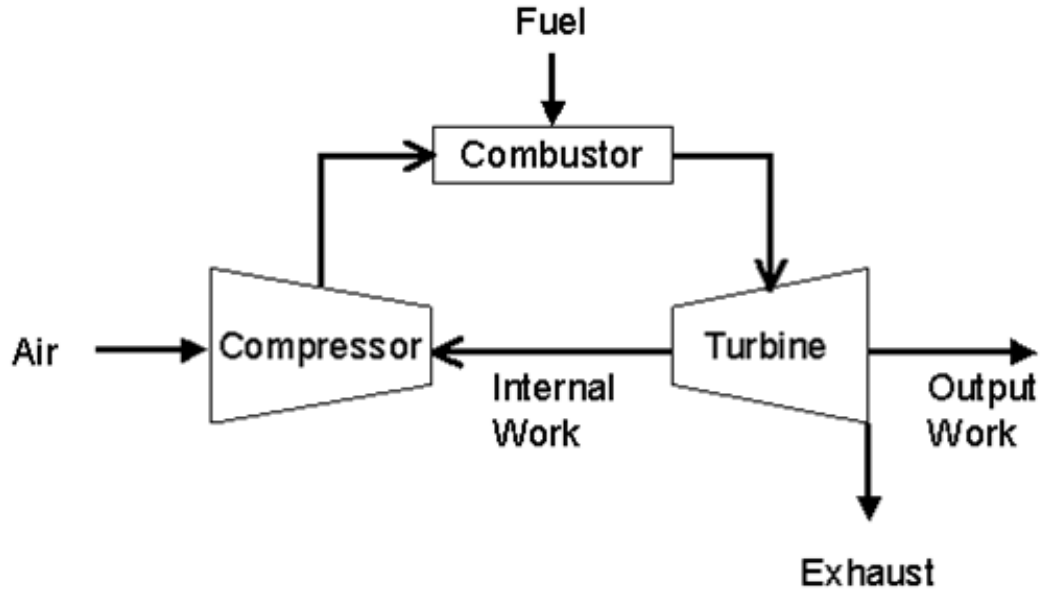 Fuel
Combustor
Air
Compressor
Turbine
Internal
Work
Output
Work
Exhaust